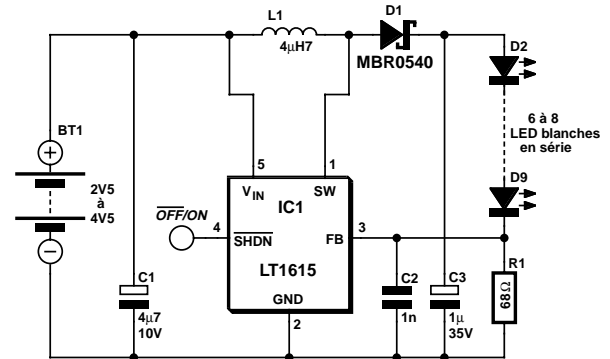 L1
4µH7
D1
MBR0540
D2
6 à 8
LED blanches
en série
BT1
2V5
à
4V5
5
1
VIN
SW
IC1
OFF/ON
4
SHDN
FB
3
D9
LT1615
R1
68Ω
C1
4µ7
10V
GND
2
C2
1n
C3
1µ
35V